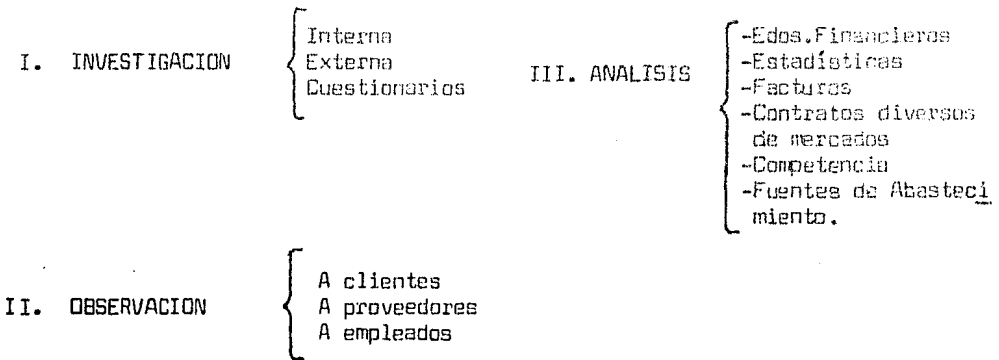 I. INVESTIGACION
Interna
Externa
Cuestionarios
II. OBSERVACION
A clientes
A proveedores
A empleados
III. ANALISIS
-Edos.Financieros
-Estadísticas
-Facturas
-Contratos diversos
de mercados
-Competencia
-Fuentes de Abasteci
miento.